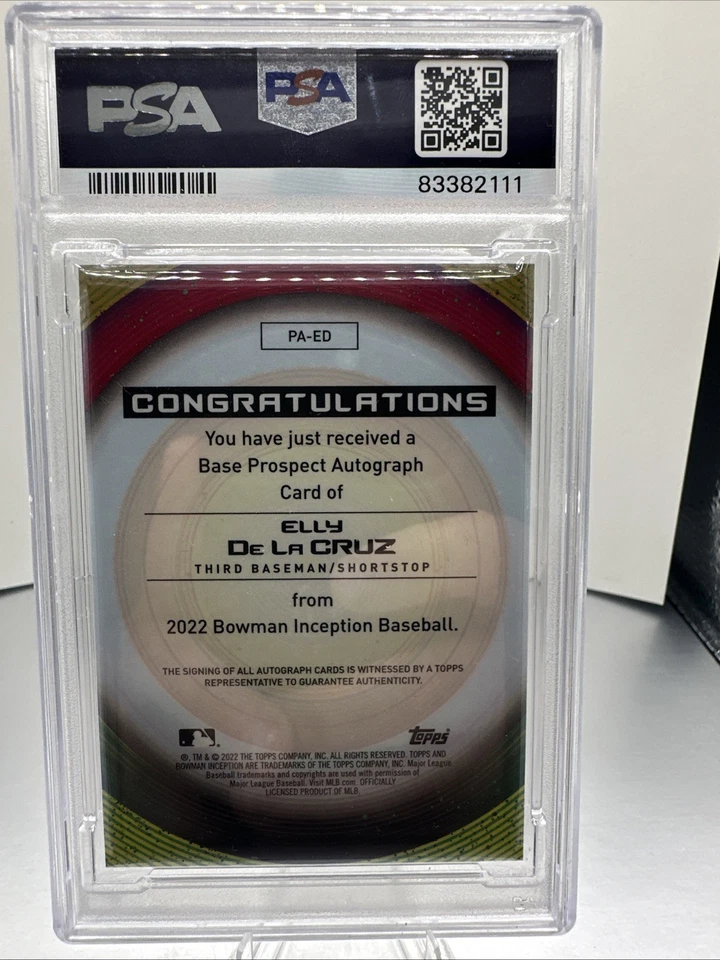 PSA
PSA
83382111
PA-ED
CONGRATULATIONS
You have just received a
Base Prospect Autograph
Card of
ELLY
DE LA CRUZ
THIRD BASEMAN/SHORTSTOP
from
2022 Bowman Inception Baseball.
THE SIGNING OF ALL AUTOGRAPH CARDS IS WITNESSED BY A TOPPS
REPRESENTATIVE TO GUARANTEE AUTHENTICITY.
Topps
®, TM & © 2022 THE TOPPS COMPANY, INC. ALL RIGHTS RESERVED. TOPPS AND
BOWMAN INCEPTION ARE TRADEMARKS OF THE TOPPS COMPANY, INC. Major League
Baseball trademarks and copyrights are used with permission of
Major League Baseball. Visit MLB.com. OFFICIALLY
LICENSED PRODUCT OF MLB.